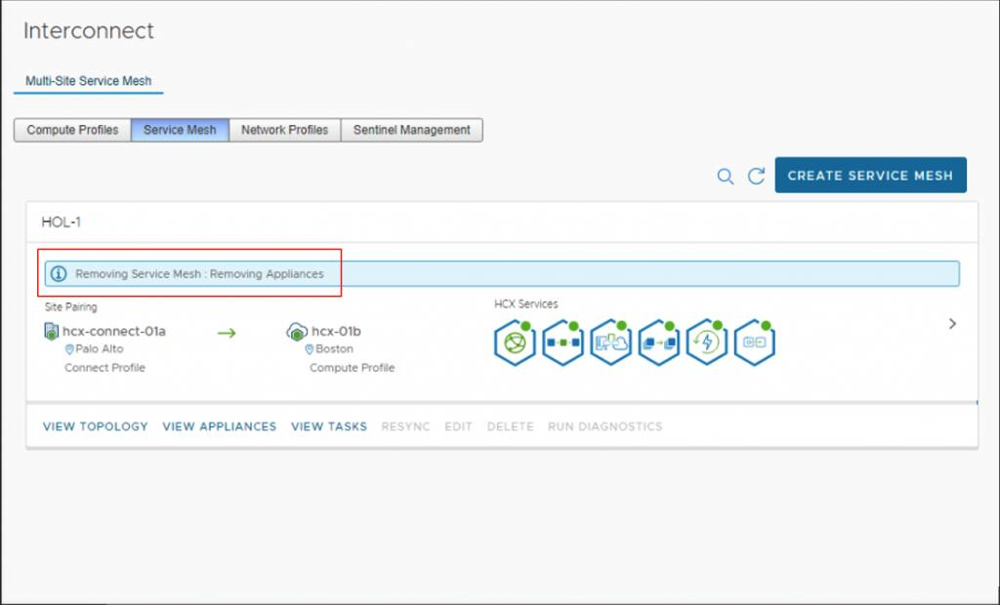 Interconnect
Multi-Site Service Mesh
Compute Profiles Service Mesh Network Profiles Sentinel Management
CREATE SERVICE MESH
HOL-1
Removing Service Mesh : Removing Appliances
Site Pairing
HCX Services
hcx-connect-01a hcx-01b
Palo Alto Boston
Connect Profile Compute Profile
VIEW TOPOLOGY VIEW APPLIANCES VIEW TASKS RESYNC EDIT DELETE RUN DIAGNOSTICS